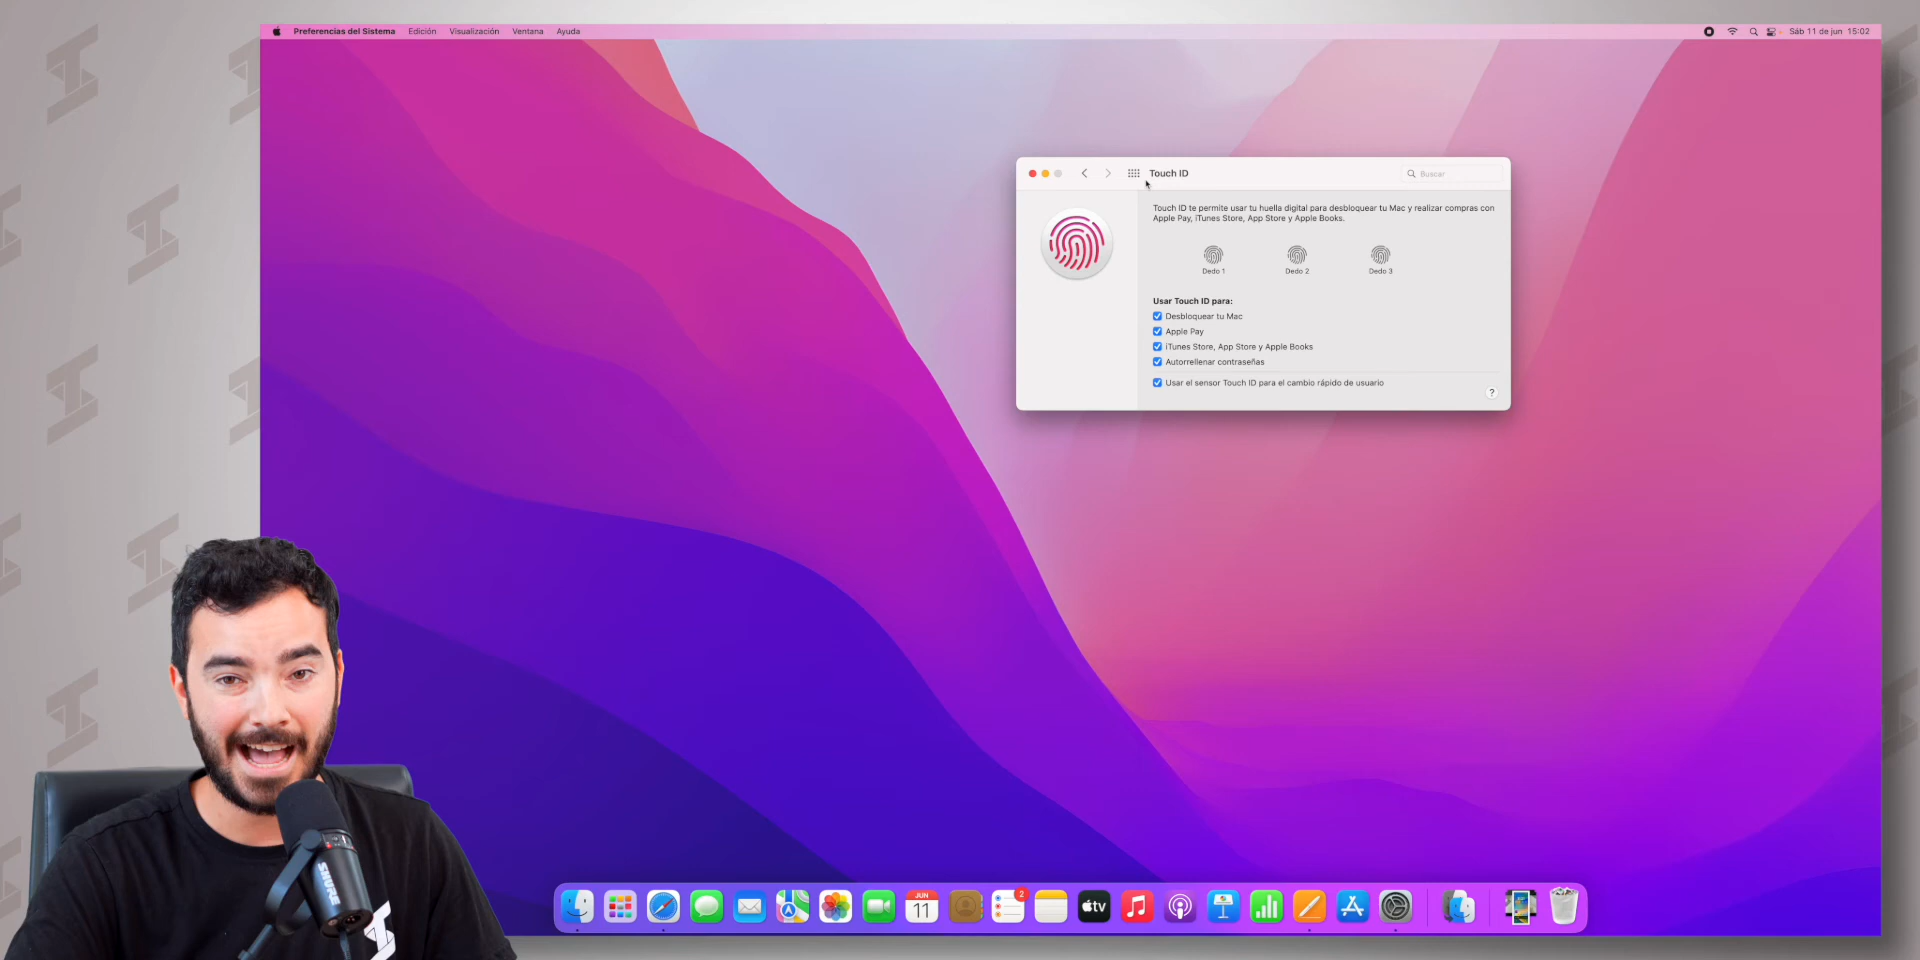 Preferencias del Sistema Edición Visualización Ventana Ayuda
Sáb 11 de jun 15:02
Touch ID
Buscar
Touch ID te permite usar tu huella digital para desbloquear tu Mac y realizar compras con
Apple Pay, iTunes Store, App Store y Apple Books.
Dedo 1 Dedo 2 Dedo 3
Usar Touch ID para:
Desbloquear tu Mac
Apple Pay
iTunes Store, App Store y Apple Books
Autorrellenar contraseñas
Usar el sensor Touch ID para el cambio rápido de usuario
?
SHURE
JUN
11
2
tv